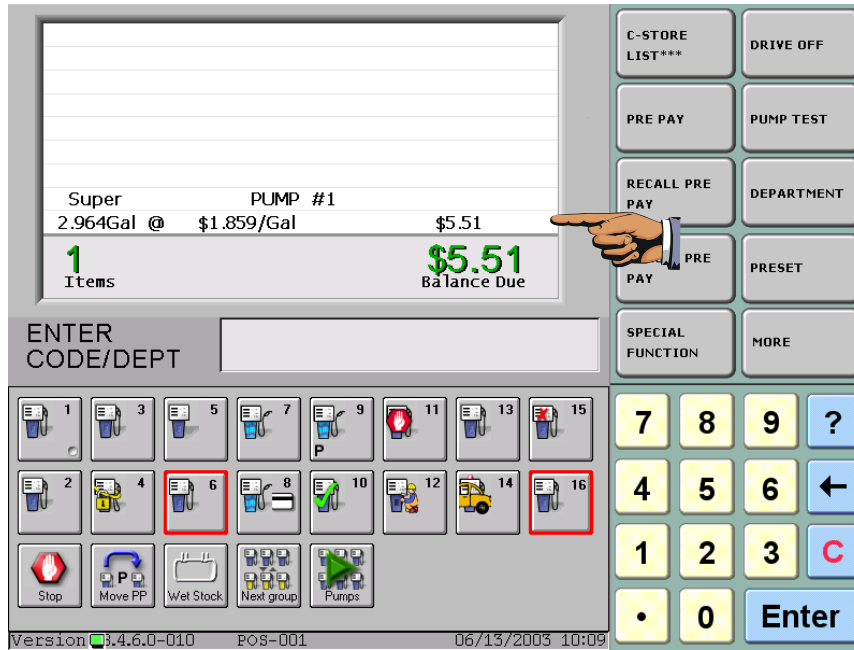 Super PUMP #1
2.964Gal @ $1.859/Gal $5.51
1 $5.51
Items Balance Due
C-STORE
LIST***
DRIVE OFF
PRE PAY
PUMP TEST
RECALL PRE
PAY
DEPARTMENT
PRE
PAY
PRESET
SPECIAL
FUNCTION
MORE
ENTER
CODE/DEPT
1 3 5 7 9 11 13 15
P
2 4 6 8 10 12 14 16
P
Stop Move PP Wet Stock Next group Pumps
7 8 9 ?
4 5 6 ←
1 2 3 C
• 0 Enter
Version 3.4.6.0-010 POS-001 06/13/2003 10:09